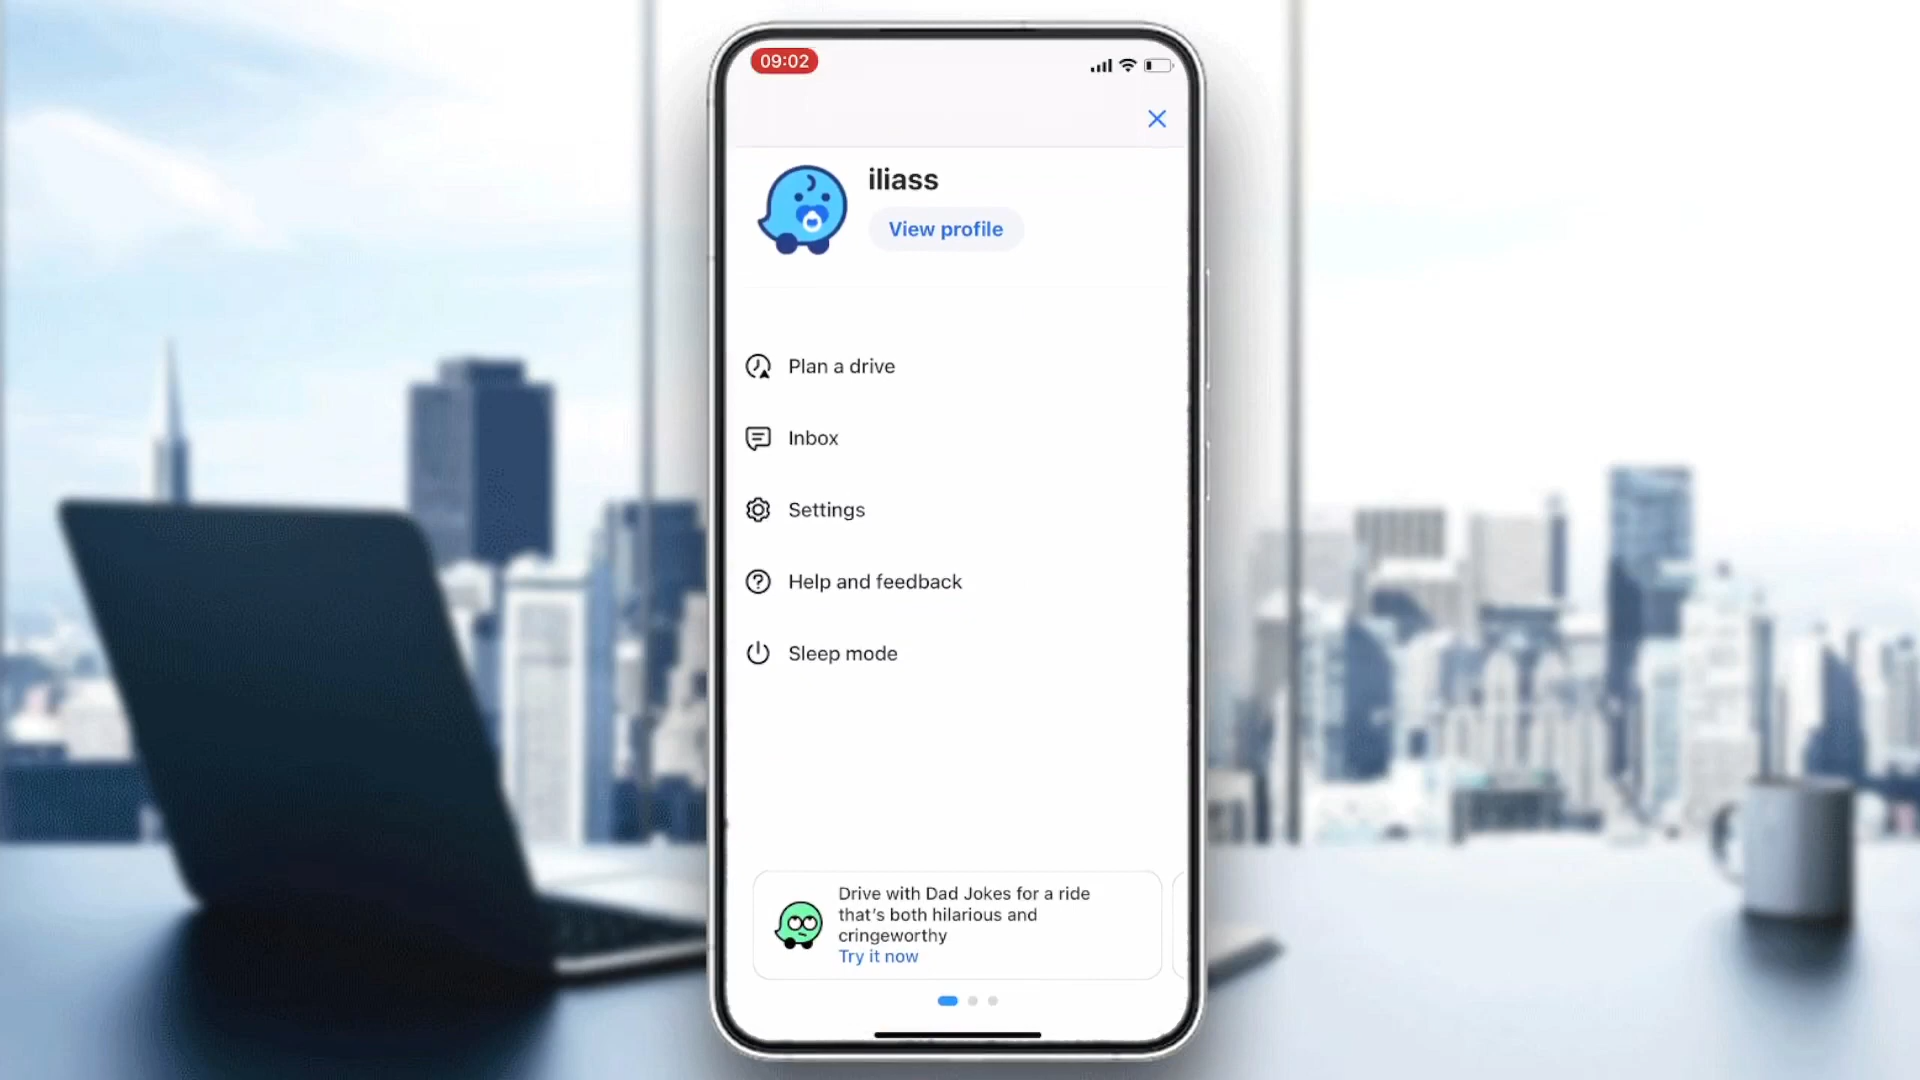 09:02
iliass
View profile
Plan a drive
Inbox
Settings
Help and feedback
Sleep mode
Drive with Dad Jokes for a ride
that's both hilarious and
cringeworthy
Try it now